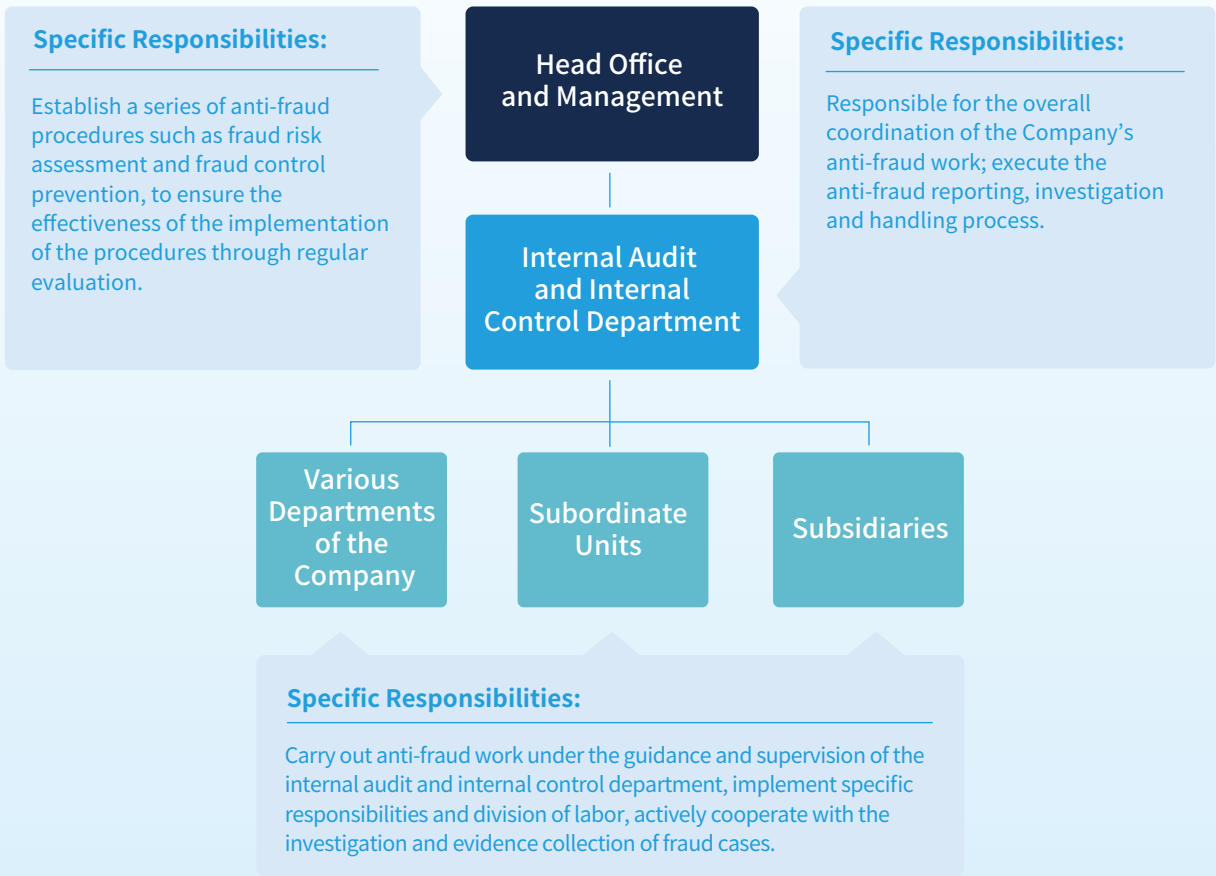 Specific Responsibilities:
Establish a series of anti-fraud
procedures such as fraud risk
assessment and fraud control
prevention, to ensure the
effectiveness of the implementation
of the procedures through regular
evaluation.
Head Office
and Management
Specific Responsibilities:
Responsible for the overall
coordination of the Company’s
anti-fraud work; execute the
anti-fraud reporting, investigation
and handling process.
Internal Audit
and Internal
Control Department
Various
Departments
of the
Company
Subordinate
Units
Subsidiaries
Specific Responsibilities:
Carry out anti-fraud work under the guidance and supervision of the
internal audit and internal control department, implement specific
responsibilities and division of labor, actively cooperate with the
investigation and evidence collection of fraud cases.